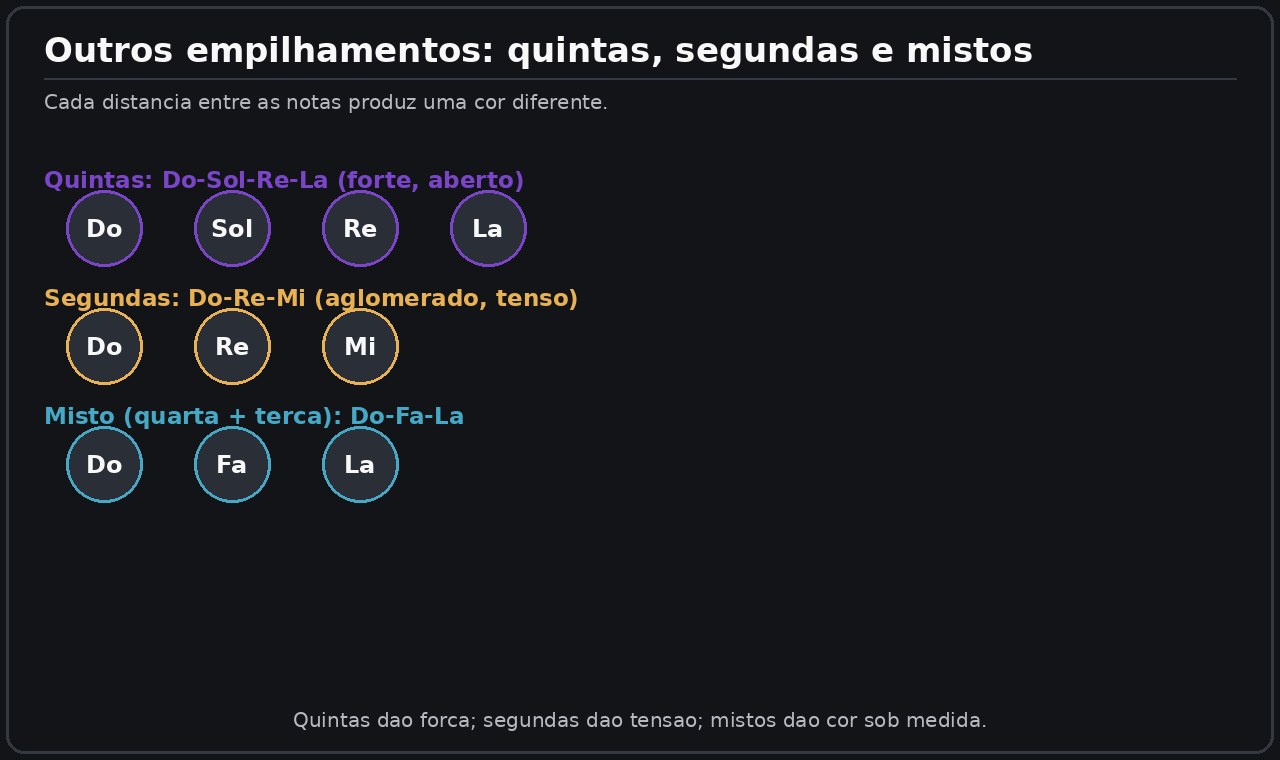 Outros empilhamentos: quintas, segundas e mistos
Cada distancia entre as notas produz uma cor diferente.
Quintas: Do-Sol-Re-La (forte, aberto)
Do Sol Re La
Segundas: Do-Re-Mi (aglomerado, tenso)
Do Re Mi
Misto (quarta + terca): Do-Fa-La
Do Fa La
Quintas dao forca; segundas dao tensao; mistos dao cor sob medida.